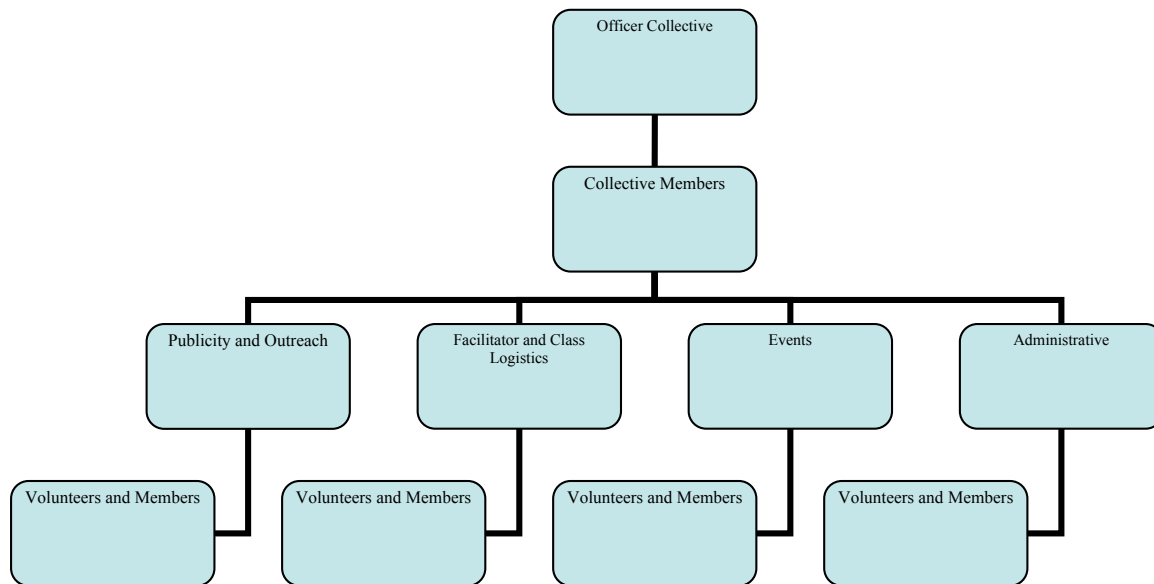 Officer Collective
Collective Members
Publicity and Outreach
Facilitator and Class
Logistics
Events
Administrative
Volunteers and Members
Volunteers and Members
Volunteers and Members
Volunteers and Members